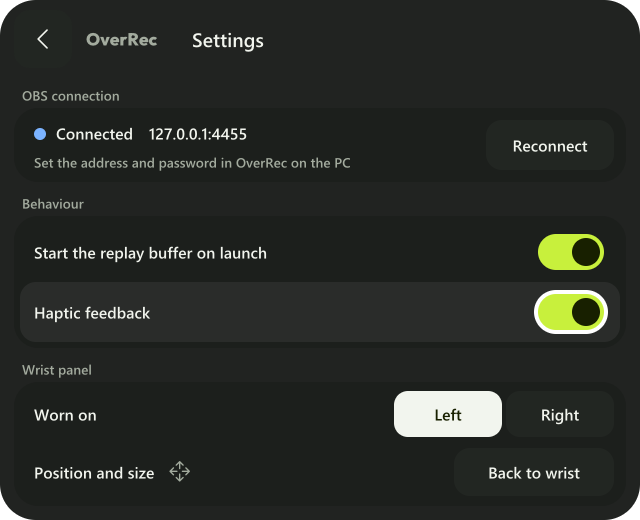 OverRec Settings
OBS connection
Connected 127.0.0.1:4455
Set the address and password in OverRec on the PC
Reconnect
Behaviour
Start the replay buffer on launch
Haptic feedback
Wrist panel
Worn on Left Right
Position and size Back to wrist